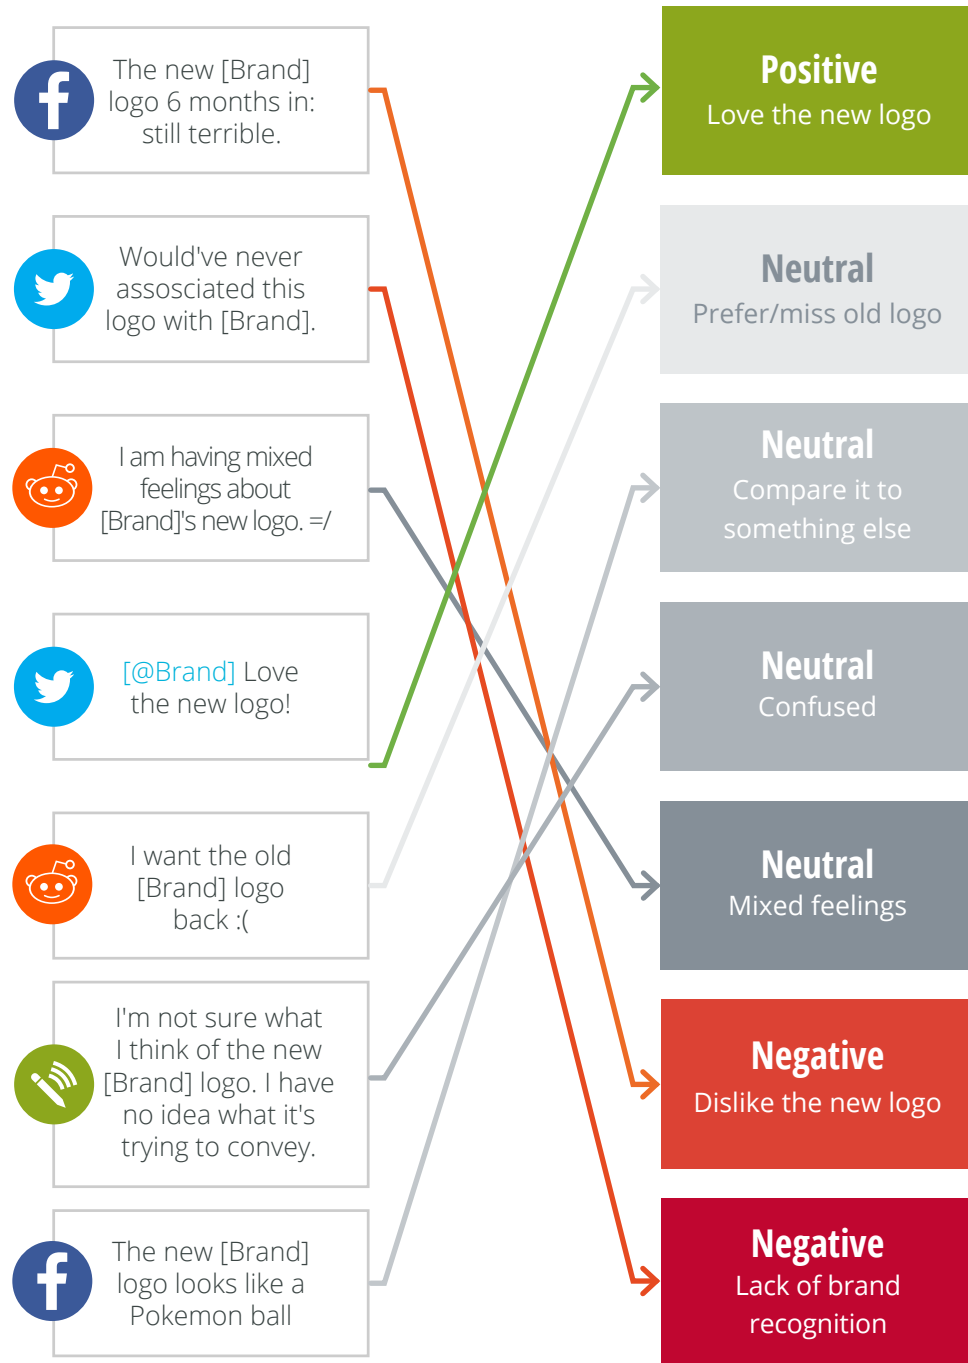 The new [Brand]
logo 6 months in:
still terrible.
Would've never
assosciated this
logo with [Brand].
I am having mixed
feelings about
[Brand]'s new logo. =/
[@Brand] Love
the new logo!
I want the old
[Brand] logo
back :(
I'm not sure what
I think of the new
[Brand] logo. I have
no idea what it's
trying to convey.
The new [Brand]
logo looks like a
Pokemon ball
Positive
Love the new logo
Neutral
Prefer/miss old logo
Neutral
Compare it to
something else
Neutral
Confused
Neutral
Mixed feelings
Negative
Dislike the new logo
Negative
Lack of brand
recognition